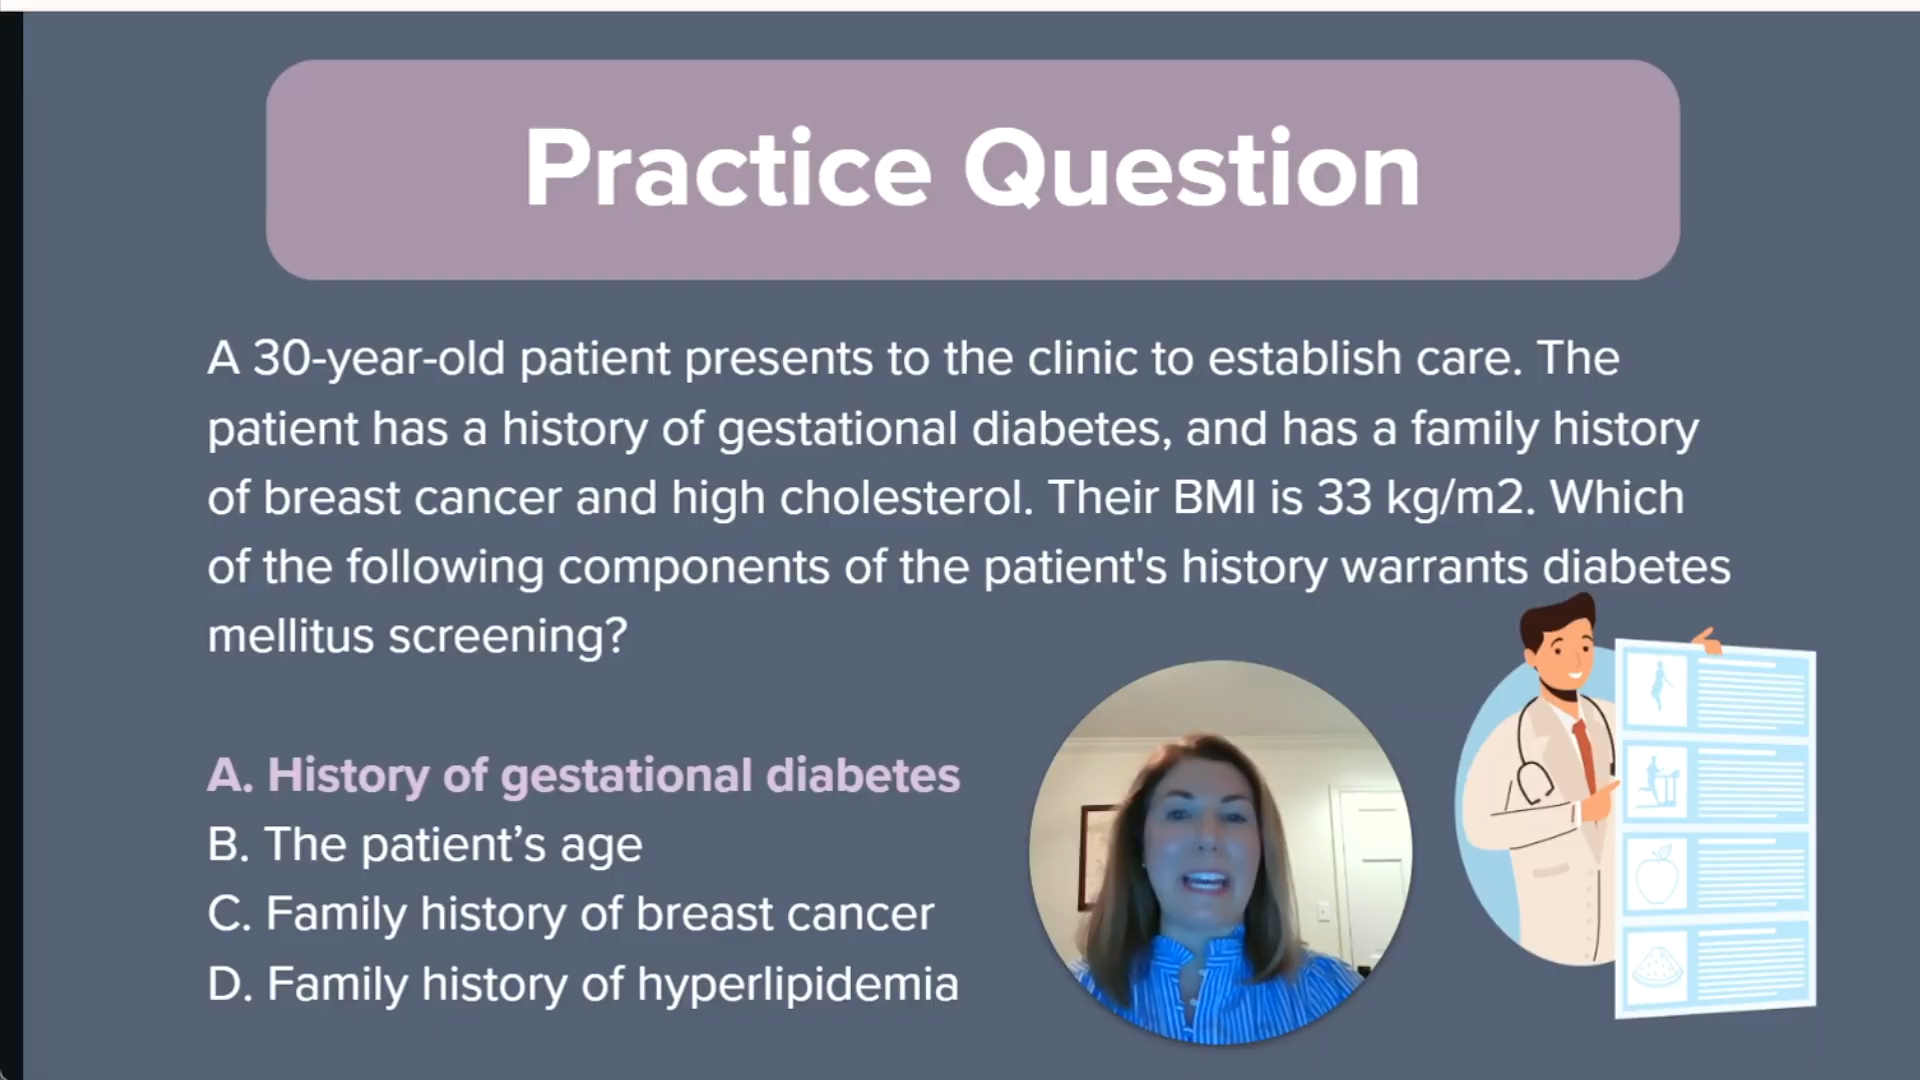 Practice Question
A 30-year-old patient presents to the clinic to establish care. The
patient has a history of gestational diabetes, and has a family history
of breast cancer and high cholesterol. Their BMI is 33 kg/m2. Which
of the following components of the patient's history warrants diabetes
mellitus screening?
A. History of gestational diabetes
B. The patient’s age
C. Family history of breast cancer
D. Family history of hyperlipidemia